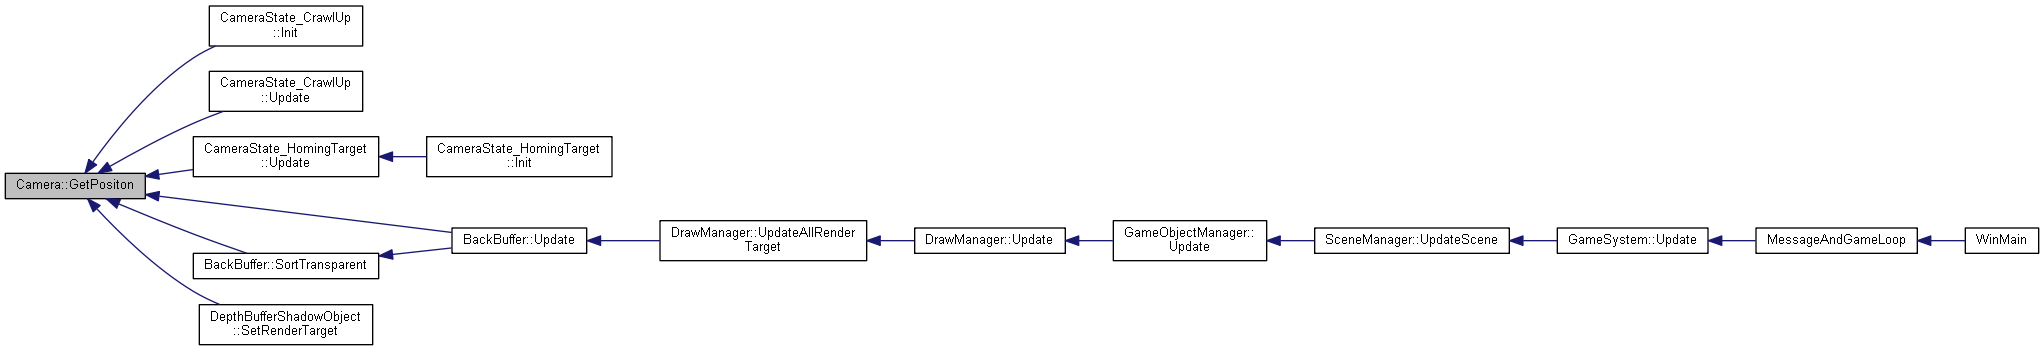 CameraState_CrawlUp
::Init
CameraState_CrawlUp
::Update
CameraState_HomingTarget
::Update
CameraState_HomingTarget
::Init
Camera::GetPositon
BackBuffer::Update
DrawManager::UpdateAllRender
Target
DrawManager::Update
GameObjectManager::
Update
SceneManager::UpdateScene
GameSystem::Update
MessageAndGameLoop
WinMain
BackBuffer::SortTransparent
DepthBufferShadowObject
::SetRenderTarget